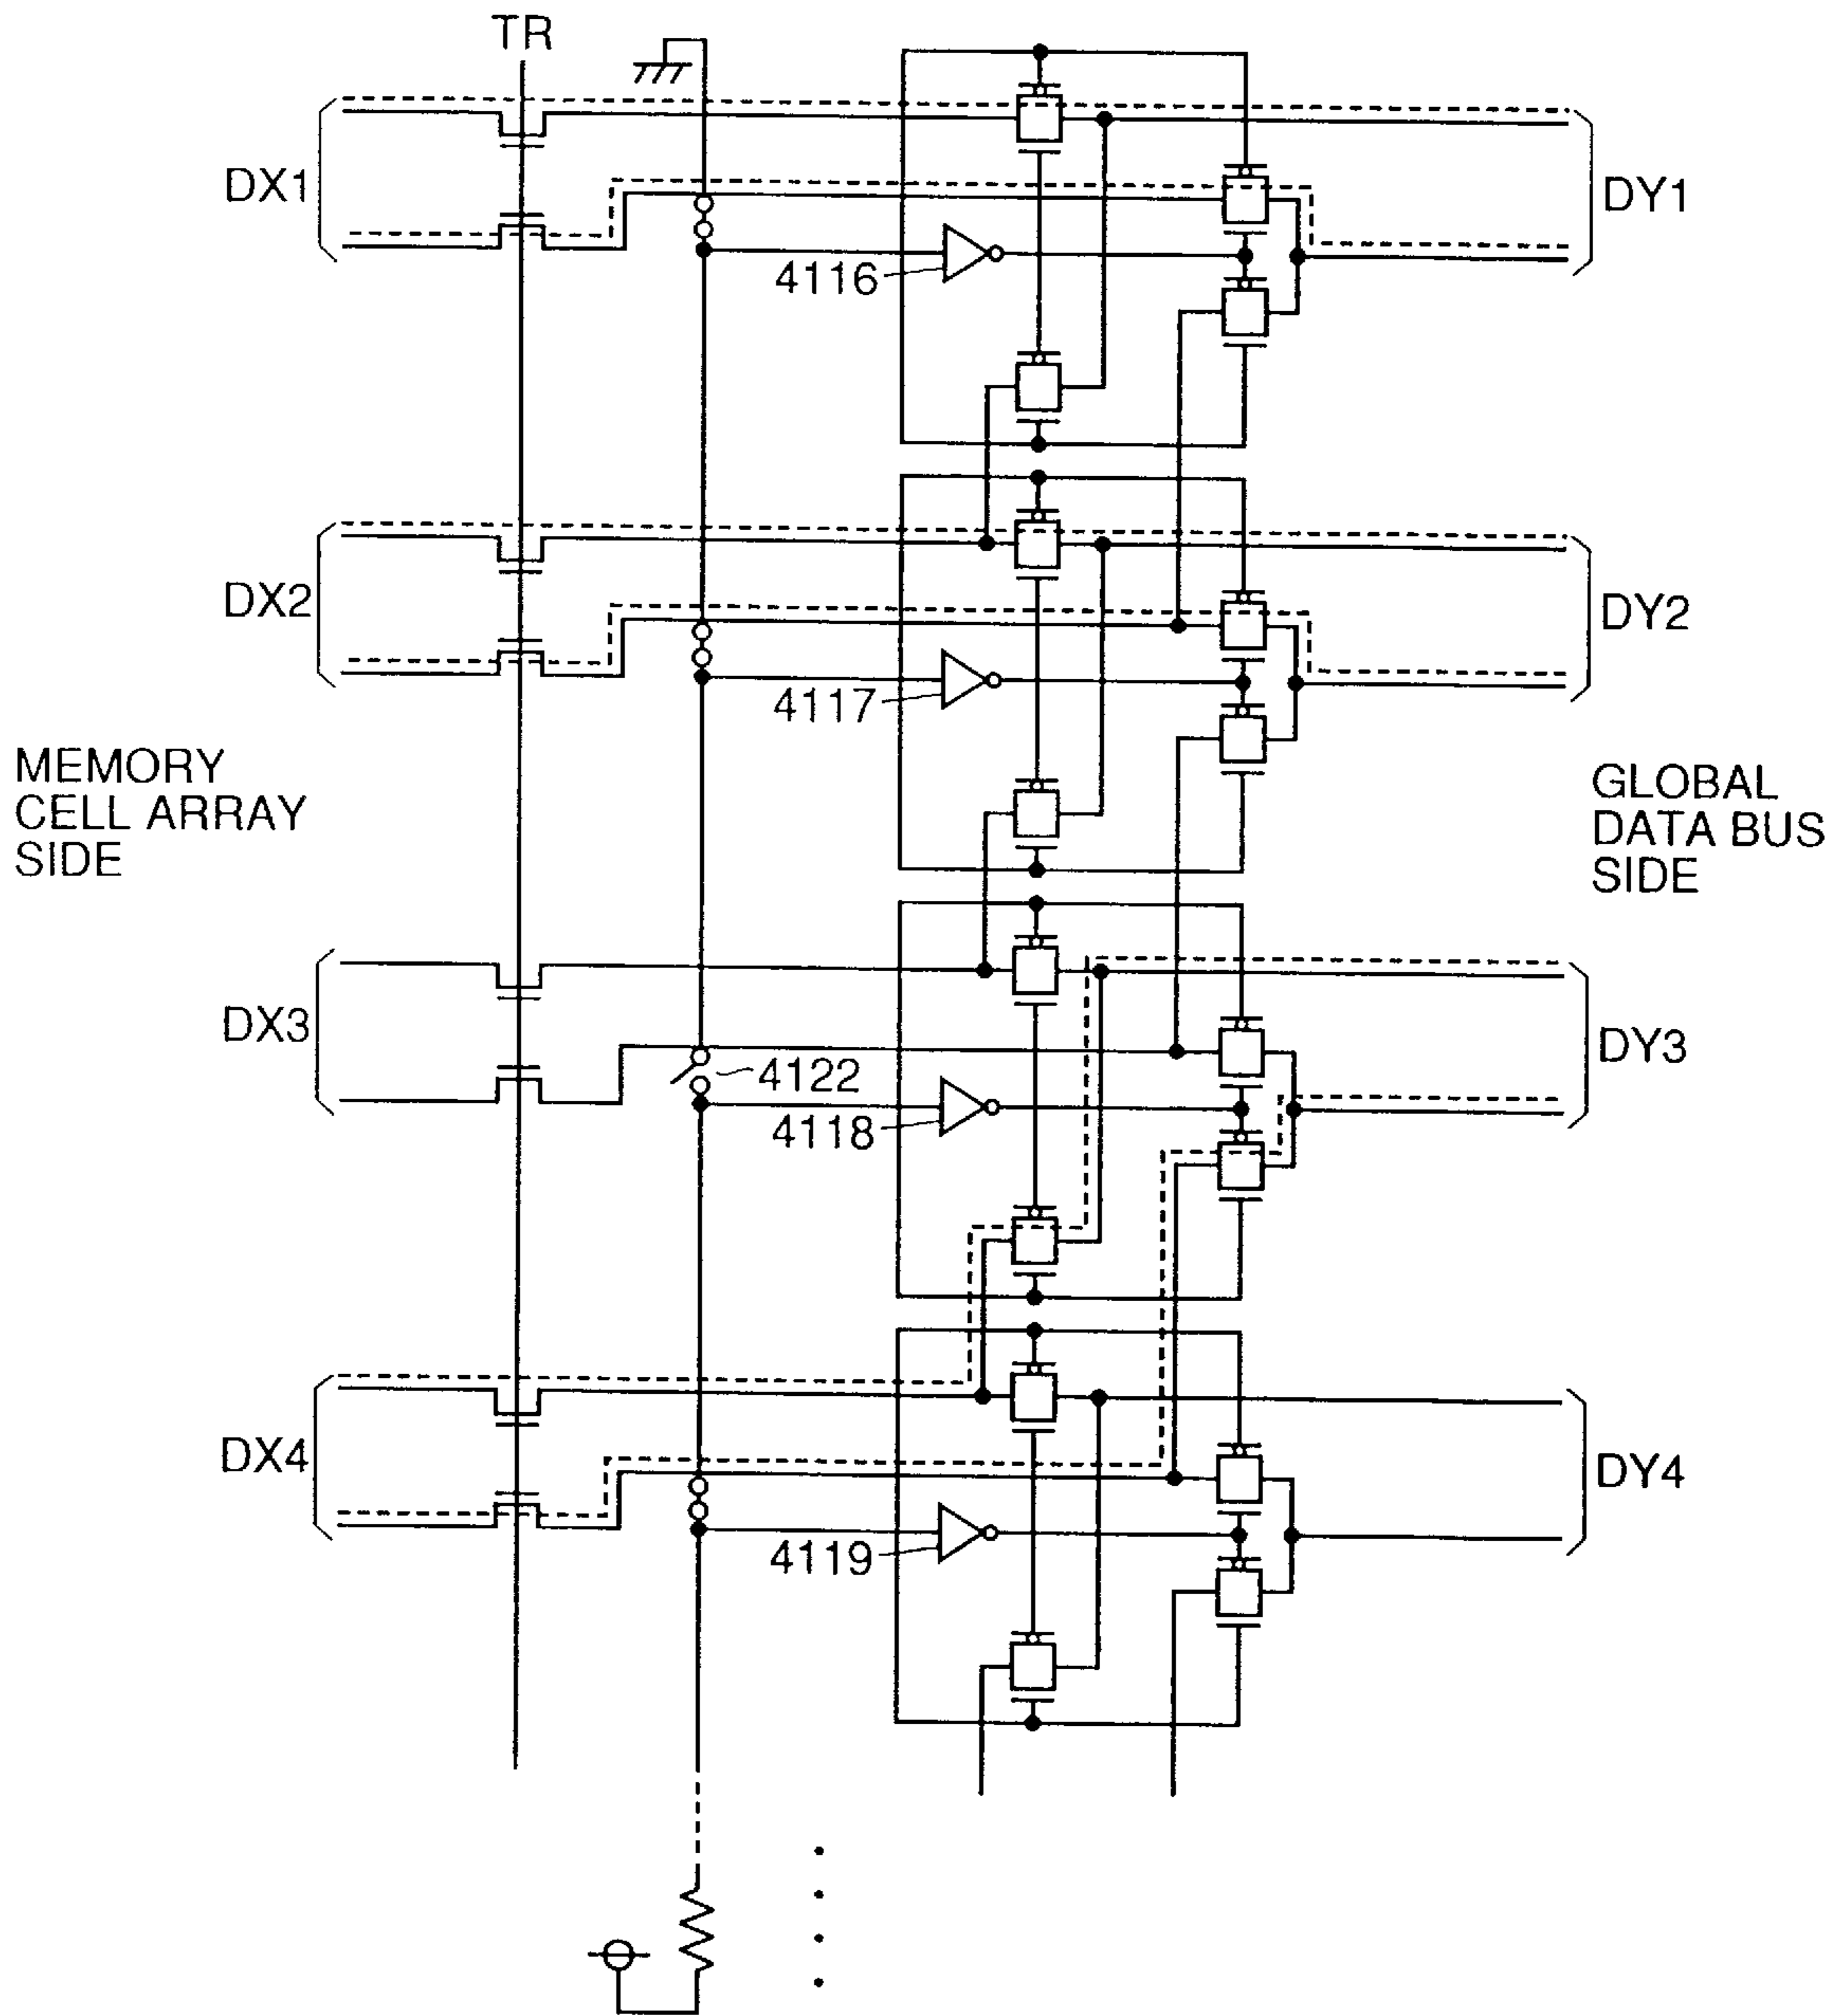 TR
DX1
DY1
4116
DX2
DY2
4117
MEMORY
CELL ARRAY
SIDE
GLOBAL
DATA BUS
SIDE
DX3
DY3
4122
4118
DX4
DY4
4119